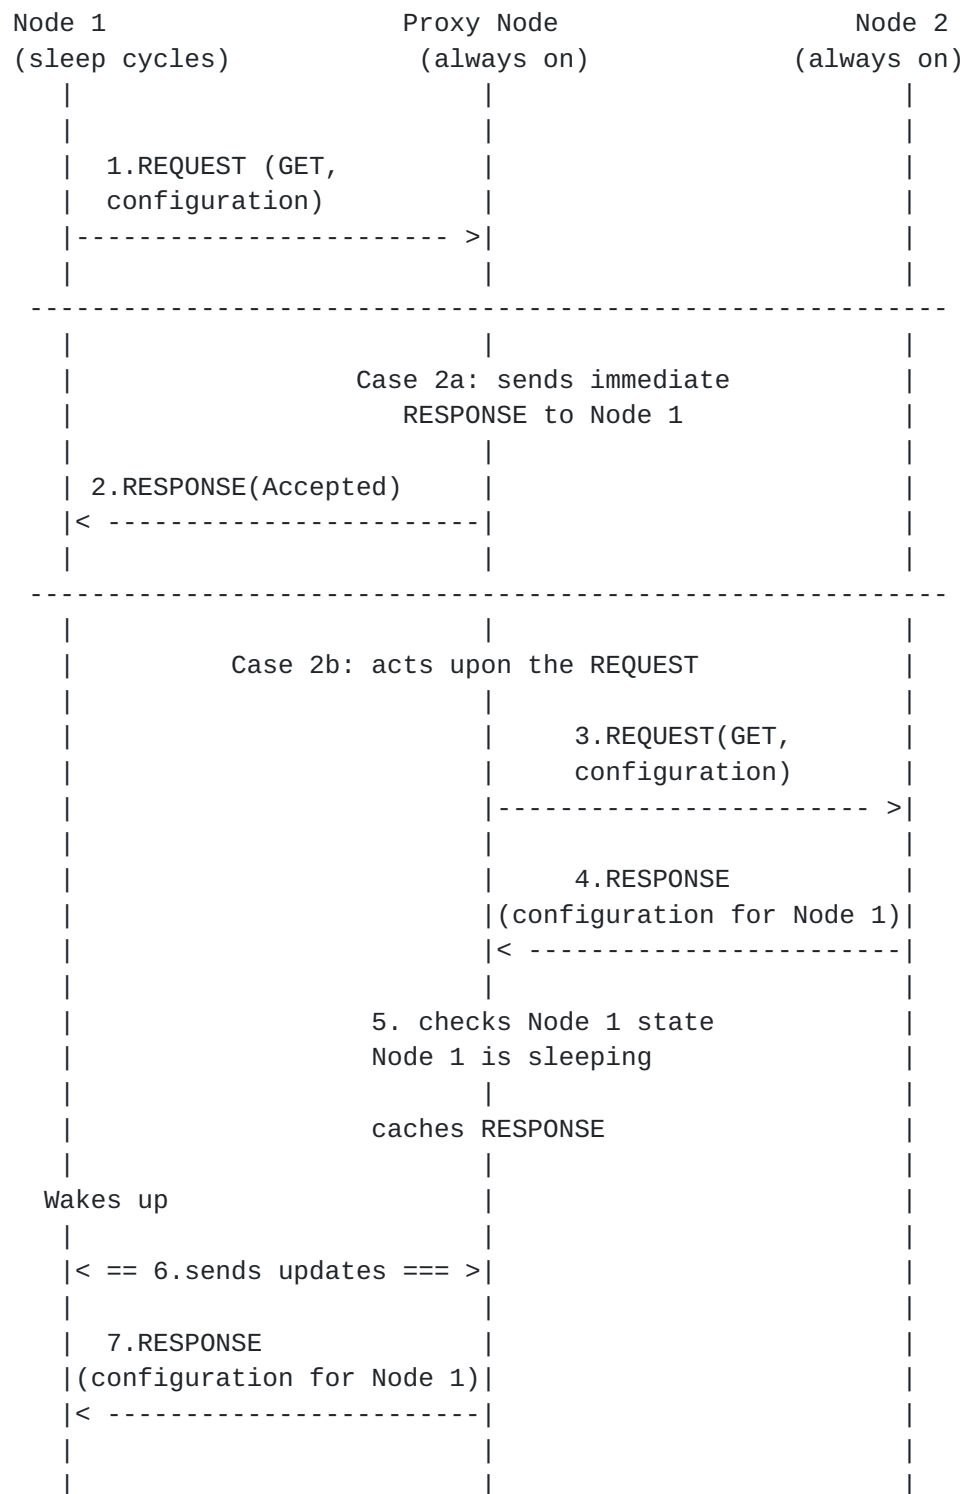 Node 1 Proxy Node Node 2
(sleep cycles) (always on) (always on)
1.REQUEST (GET,
configuration)
Case 2a: sends immediate
RESPONSE to Node 1
2.RESPONSE(Accepted)
Case 2b: acts upon the REQUEST
3.REQUEST(GET,
configuration)
4.RESPONSE
(configuration for Node 1)
5. checks Node 1 state
Node 1 is sleeping
caches RESPONSE
Wakes up
6.sends updates
7.RESPONSE
(configuration for Node 1)